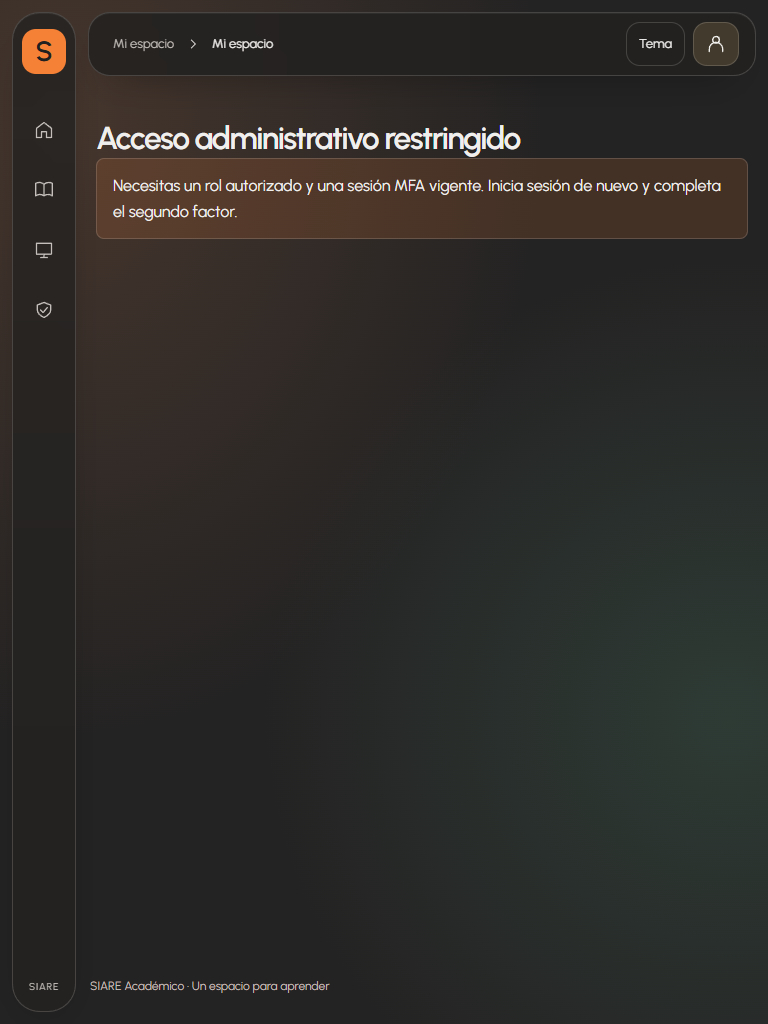 S
Mi espacio > Mi espacio
Tema
Acceso administrativo restringido
Necesitas un rol autorizado y una sesión MFA vigente. Inicia sesión de nuevo y completa
el segundo factor.
SIARE
SIARE Académico · Un espacio para aprender